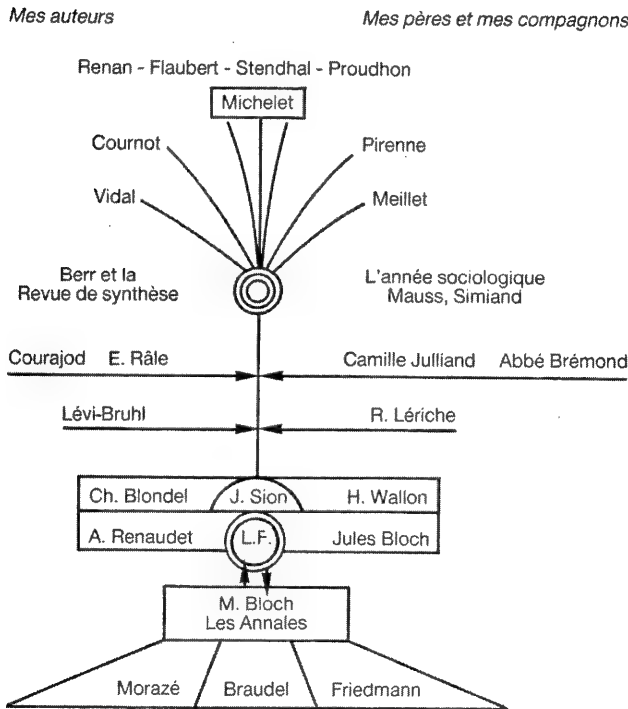 Mes auteurs Mes pères et mes compagnons
Renan - Flaubert - Stendhal - Proudhon
Michelet
Cournot Pirenne
Vidal Meillet
Berr et la
Revue de synthèse
L'année sociologique
Mauss, Simiand
Courajod E. Râle Camille Julliand Abbé Brémond
Lévi-Bruhl R. Lériche
Ch. Blondel J. Sion H. Wallon
A. Renaudet L.F. Jules Bloch
M. Bloch
Les Annales
Morazé Braudel Friedmann